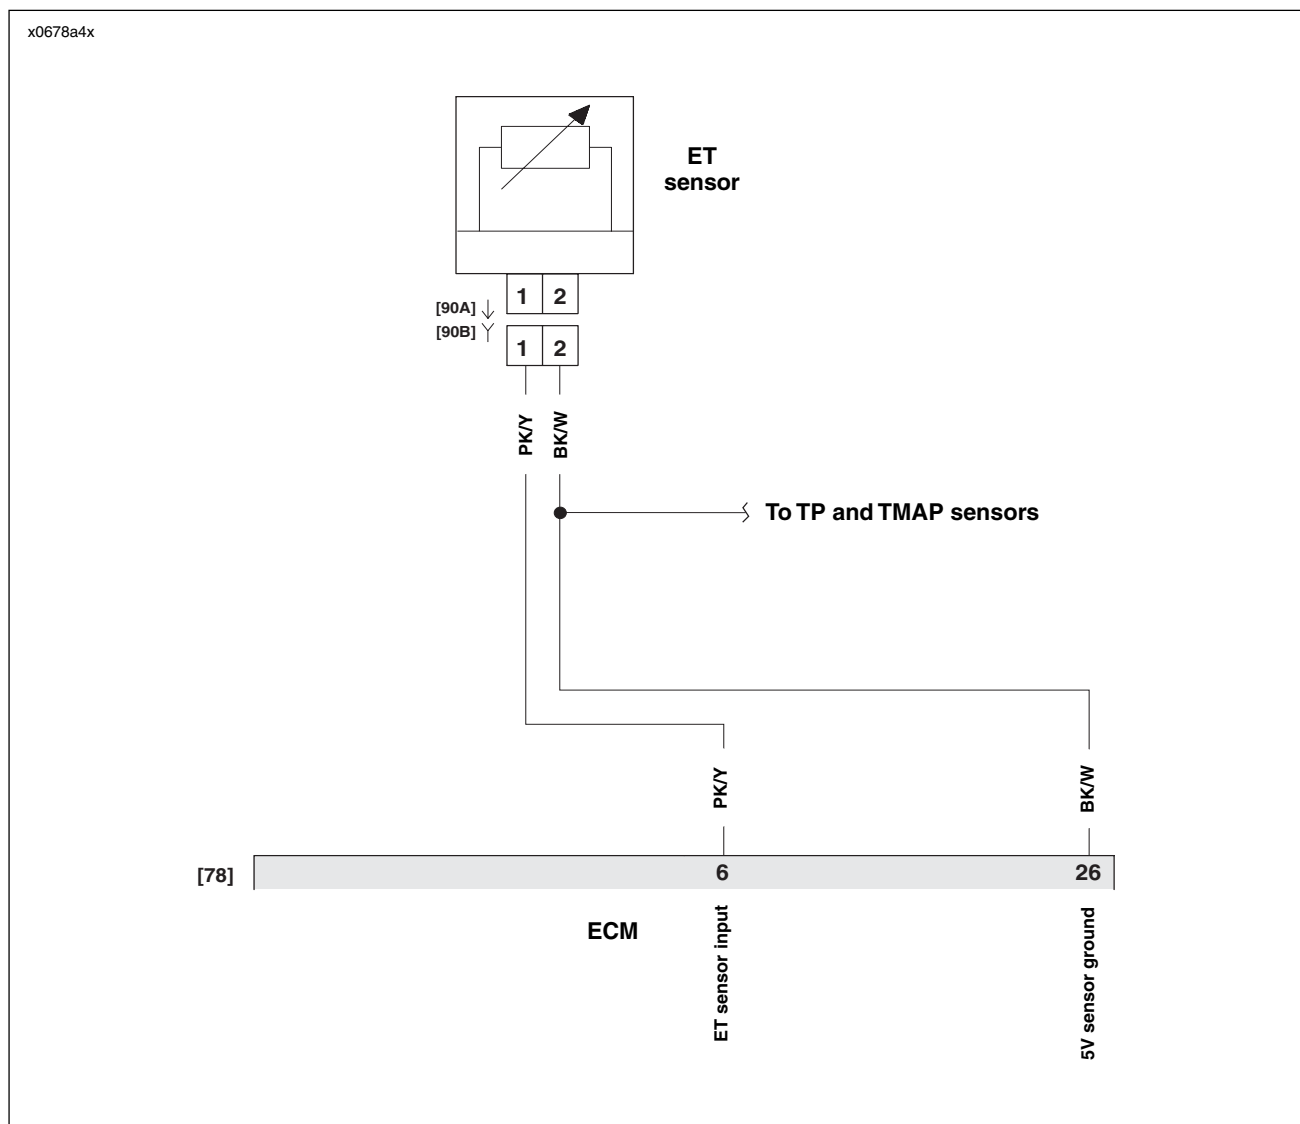 x0678a4x
ET
sensor
1 2
[90A]
[90B]
1 2
PK/Y
BK/W
To TP and TMAP sensors
PK/Y
BK/W
[78]
6
26
ECM
ET sensor input
5V sensor ground